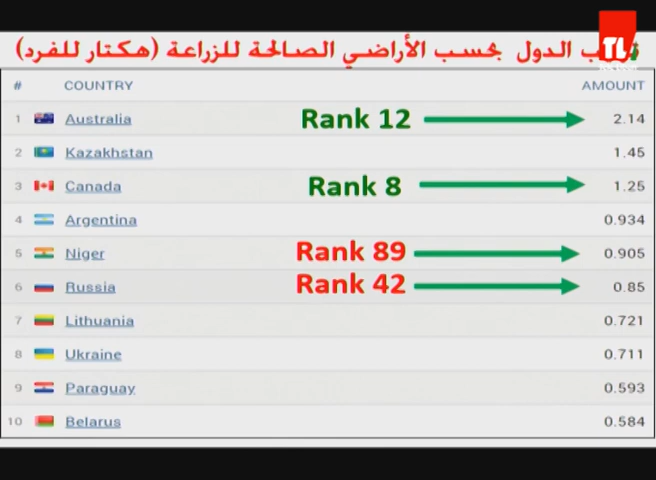 ب الدول بحسب الأراضي الصالحة للزراعة (هكتار للفرد)
TL
# COUNTRY AMOUNT
1 Australia Rank 12 2.14
2 Kazakhstan 1.45
3 Canada Rank 8 1.25
4 Argentina 0.934
5 Niger Rank 89 0.905
6 Russia Rank 42 0.85
7 Lithuania 0.721
8 Ukraine 0.711
9 Paraguay 0.593
10 Belarus 0.584